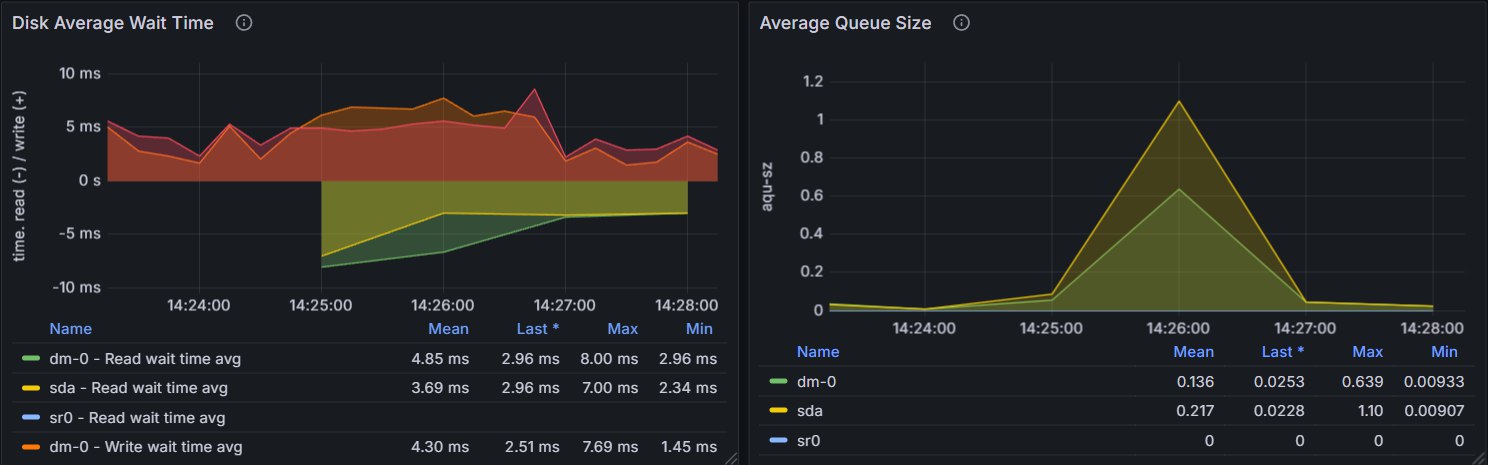 Disk Average Wait Time
time. read (-) / write (+)
10 ms
5 ms
0 s
-5 ms
-10 ms
14:24:00 14:25:00 14:26:00 14:27:00 14:28:00
Name Mean Last * Max Min
dm-0 - Read wait time avg 4.85 ms 2.96 ms 8.00 ms 2.96 ms
sda - Read wait time avg 3.69 ms 2.96 ms 7.00 ms 2.34 ms
sr0 - Read wait time avg
dm-0 - Write wait time avg 4.30 ms 2.51 ms 7.69 ms 1.45 ms
Average Queue Size
aqu-sz
1.2
1
0.8
0.6
0.4
0.2
0
14:24:00 14:25:00 14:26:00 14:27:00 14:28:00
Name Mean Last * Max Min
dm-0 0.136 0.0253 0.639 0.00933
sda 0.217 0.0228 1.10 0.00907
sr0 0 0 0 0